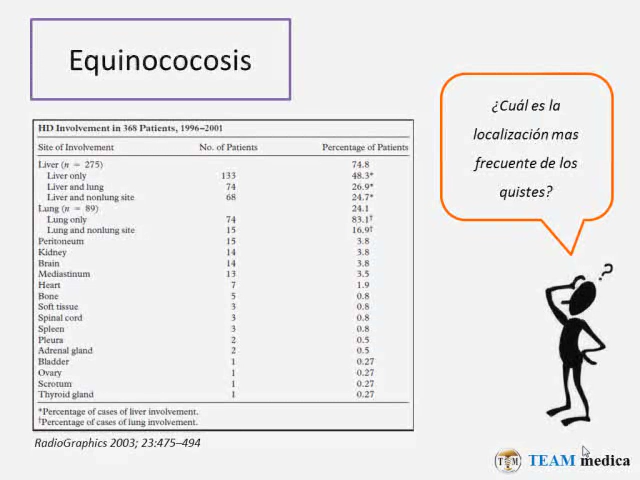 Equinococosis
HD Involvement in 368 Patients, 1996–2001
Site of Involvement No. of Patients Percentage of Patients
Liver (n = 275) 74.8
Liver only 133 48.3*
Liver and lung 74 26.9*
Liver and nonlung site 68 24.7*
Lung (n = 89) 24.1
Lung only 74 83.1†
Lung and nonlung site 15 16.9†
Peritoneum 15 3.8
Kidney 14 3.8
Brain 14 3.8
Mediastinum 13 3.5
Heart 7 1.9
Bone 5 0.8
Soft tissue 3 0.8
Spinal cord 3 0.8
Spleen 3 0.8
Pleura 2 0.5
Adrenal gland 2 0.5
Bladder 1 0.27
Ovary 1 0.27
Scrotum 1 0.27
Thyroid gland 1 0.27
*Percentage of cases of liver involvement.
†Percentage of cases of lung involvement.
RadioGraphics 2003; 23:475–494
¿Cuál es la
localización mas
frecuente de los
quistes?
?
TEAM medica